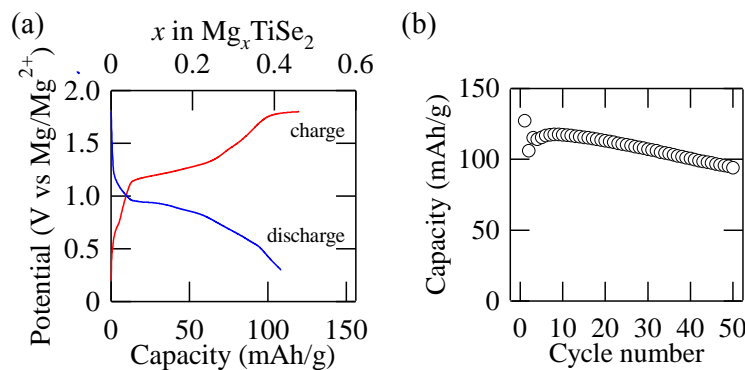 (a)
x in MgxTiSe2
0 0.2 0.4 0.6
Potential (V vs Mg/Mg2+)
2.0
1.5
1.0
0.5
0
charge
discharge
0 50 100 150
Capacity (mAh/g)
(b)
Capacity (mAh/g)
150
100
50
0
0 10 20 30 40 50
Cycle number